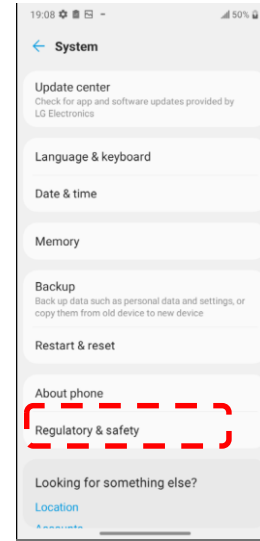 19:08 50%
System
Update center
Check for app and software updates provided by
LG Electronics
Language & keyboard
Date & time
Memory
Backup
Back up data such as personal data and settings, or
copy them from old device to new device
Restart & reset
About phone
Regulatory & safety
Looking for something else?
Location
Accounts